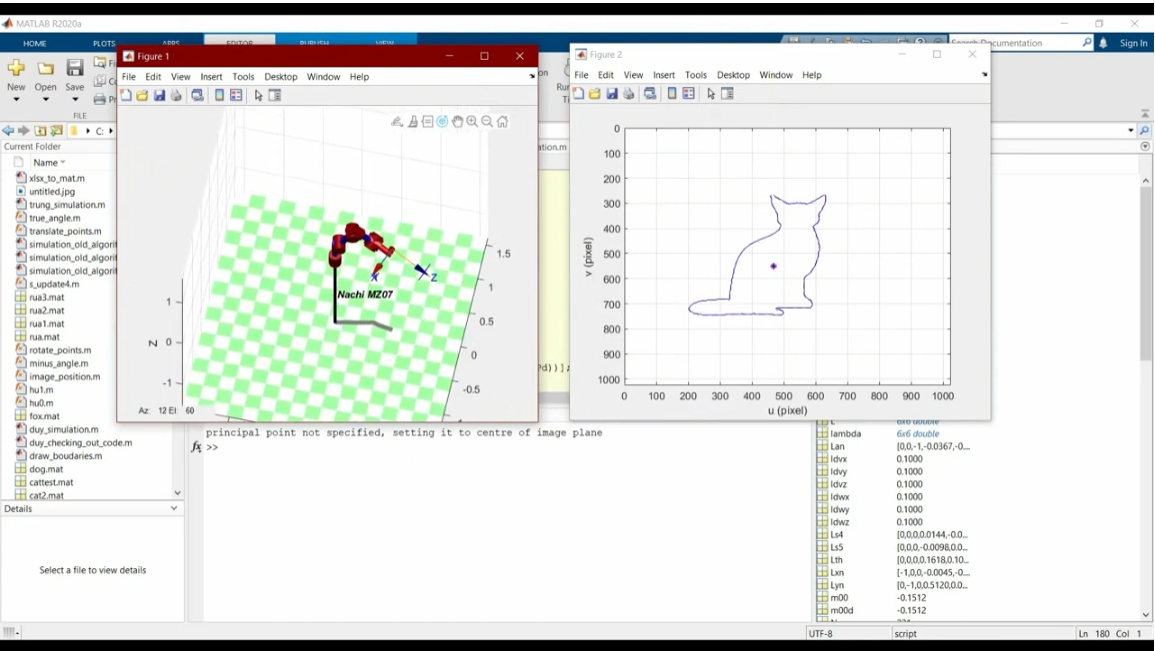 MATLAB R2020a
HOME
PLOTS
APPS
EDITOR
PUBLISH
VIEW
Search Documentation
Sign In
New
Open
Save
FILE
C:
Current Folder
Name
xlsx_to_mat.m
untitled.jpg
trung_simulation.m
true_angle.m
translate_points.m
simulation_old_algorit
simulation_old_algorit
simulation_old_algorit
s_update4.m
rua3.mat
rua2.mat
rua1.mat
rua.mat
rotate_points.m
minus_angle.m
image_position.m
hu1.m
hu0.m
fox.mat
duy_simulation.m
duy_checking_out_code.m
draw_boudaries.m
dog.mat
cattest.mat
cat2.mat
Details
Select a file to view details
Figure 1
File Edit View Insert Tools Desktop Window Help
1.5
1
0.5
0
-0.5
1
Z 0
-1
X
Z
Nachi MZ07
Az: 12 El: 60
Figure 2
File Edit View Insert Tools Desktop Window Help
0
100
200
300
400
500
600
700
800
900
1000
v (pixel)
0 100 200 300 400 500 600 700 800 900 1000
u (pixel)
ation.m
principal point not specified, setting it to centre of image plane
fx >>
lambda 6x6 double
Lan [0,0,-1,-0.0367,-0...
ldvx 0.1000
ldvy 0.1000
ldvz 0.1000
ldwx 0.1000
ldwy 0.1000
ldwz 0.1000
Ls4 [0,0,0,0.0144,-0.0...
Ls5 [0,0,0,-0.0098,0.0...
Lth [0,0,0,0.1618,0.10...
Lxn [-1,0,0,-0.0045,-0...
Lyn [0,-1,0,0.5120,0.0...
m00 -0.1512
m00d -0.1512
UTF-8
script
Ln 180 Col 1